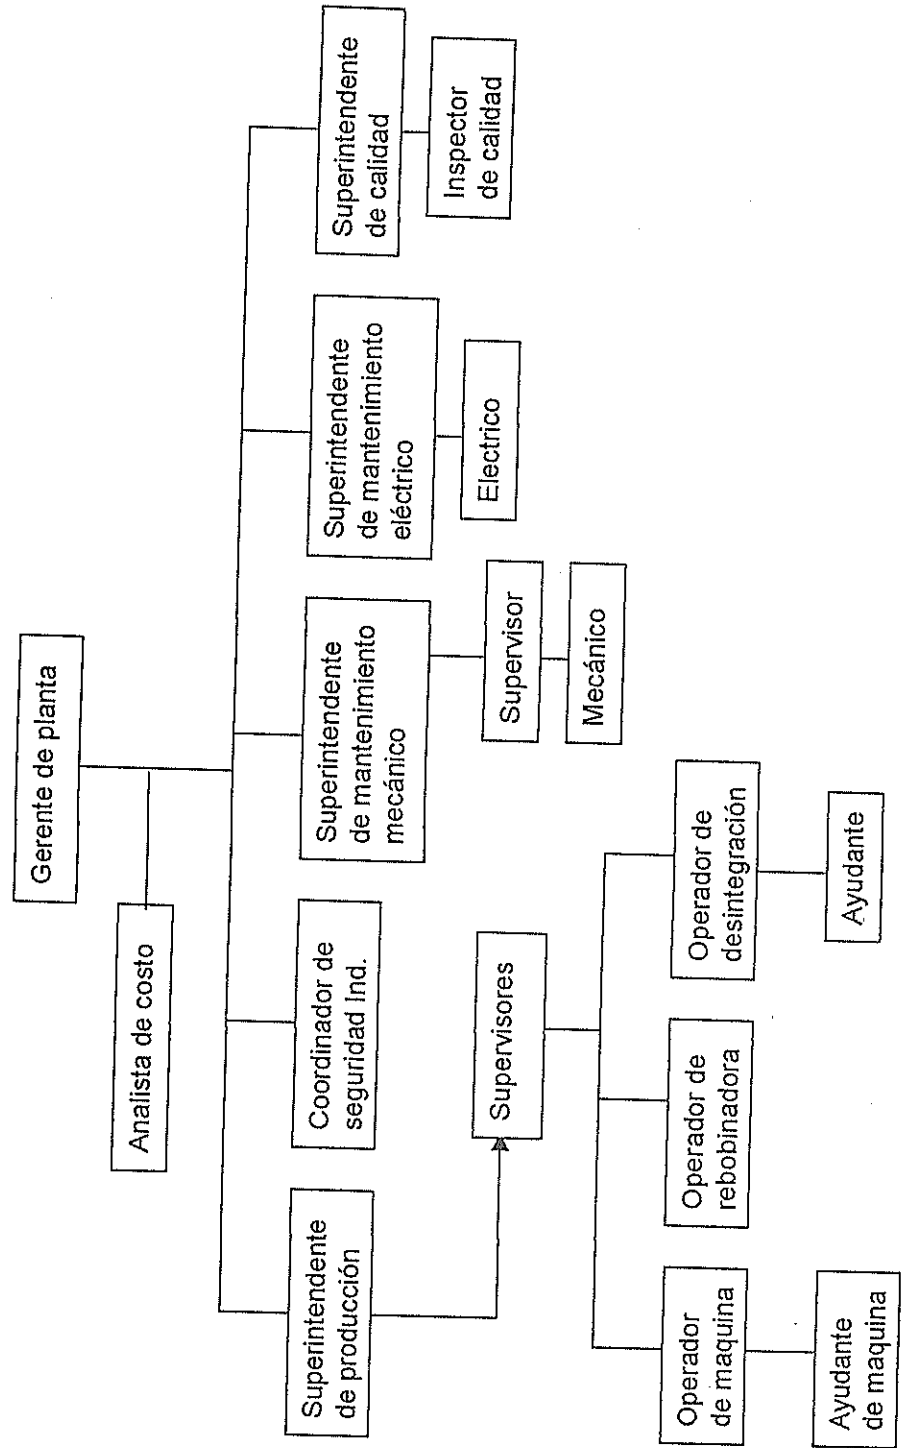 Gerente de planta
Analista de costo
Superintendente
de producción
Coordinador de
seguridad Ind.
Superintendente
de mantenimiento
mecánico
Superintendente
de mantenimiento
eléctrico
Superintendente
de calidad
Supervisores
Supervisor
Mecánico
Electrico
Inspector
de calidad
Operador
de maquina
Operador de
rebobinadora
Operador de
desintegración
Ayudante
de maquina
Ayudante